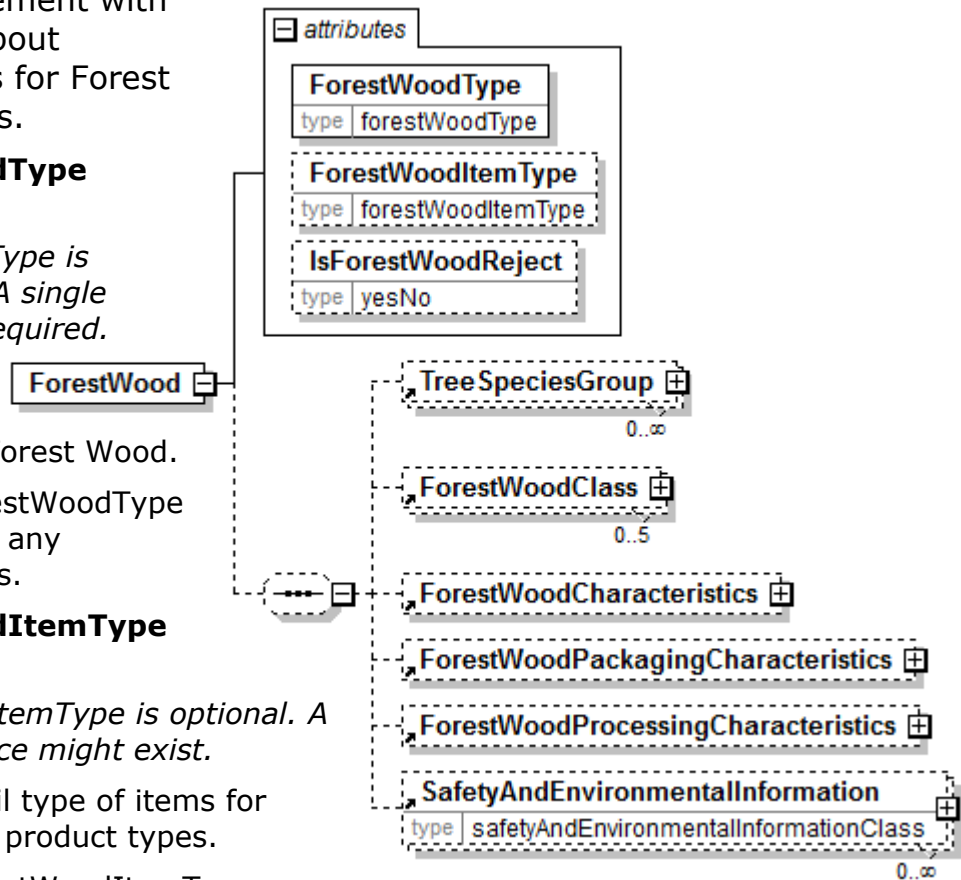 ement with
bout
s for Forest
s.
dType
Type is
A single
equired.
orest Wood.
estWoodType
any
s.
dItemType
temType is optional. A
ce might exist.
il type of items for
product types.
attributes
ForestWoodType
type forestWoodType
ForestWoodItemType
type forestWoodItemType
IsForestWoodReject
type yesNo
ForestWood
TreeSpeciesGroup
0..∞
ForestWoodClass
0..5
ForestWoodCharacteristics
ForestWoodPackagingCharacteristics
ForestWoodProcessingCharacteristics
SafetyAndEnvironmentalInformation
type safetyAndEnvironmentalInformationClass
0..∞